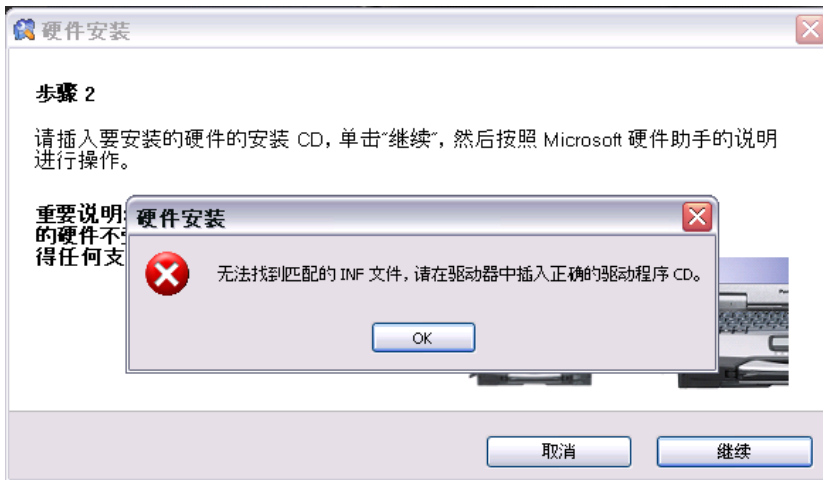 硬件安装
步骤 2
请插入要安装的硬件的安装 CD, 单击“继续”, 然后按照 Microsoft 硬件助手的说明
进行操作。
重要说明
的硬件不
得任何支
硬件安装
无法找到匹配的 INF 文件, 请在驱动器中插入正确的驱动程序 CD。
OK
取消
继续